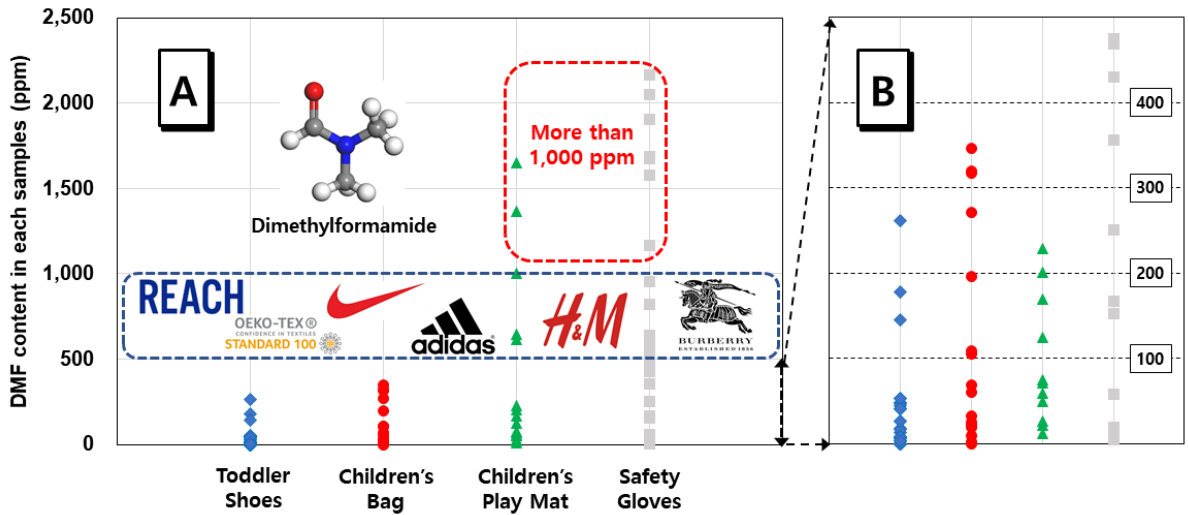 DMF content in each samples (ppm)
2,500
2,000
1,500
1,000
500
0
A
Dimethylformamide
More than
1,000 ppm
REACH
OEKO-TEX®
CONFIDENCE IN TEXTILES
STANDARD 100
adidas
H&M
BURBERRY
ESTABLISHED 1856
Toddler
Shoes
Children's
Bag
Children's
Play Mat
Safety
Gloves
B
400
300
200
100